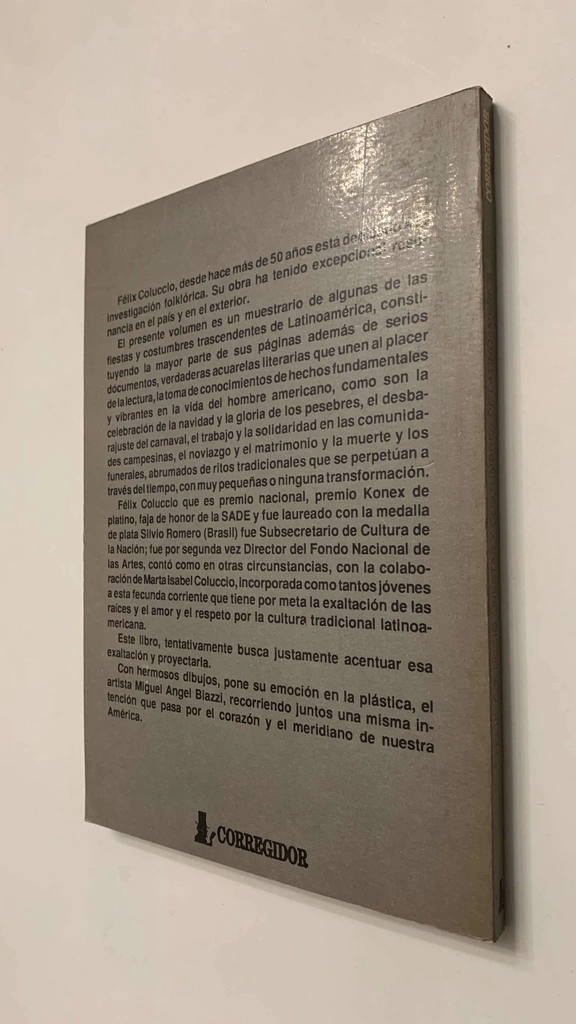 Félix Coluccio, desde hace más de 50 años está
investigación folklórica. Su obra ha tenido excepcional
nancia en el país y en el exterior.
El presente volumen es un muestrario de algunas de las
fiestas y costumbres trascendentes de Latinoamérica, consti-
tuyendo la mayor parte de sus páginas además de serios
documentos, verdaderas acuarelas literarias que unen al placer
de la lectura, la toma de conocimientos de hechos fundamentales
y vibrantes en la vida del hombre americano, como son la
celebración de la navidad y la gloria de los pesebres, el desba-
rajuste del carnaval, el trabajo y la solidaridad en las comunida-
des campesinas, el noviazgo y el matrimonio y la muerte y los
funerales, abrumados de ritos tradicionales que se perpetúan a
través del tiempo, con muy pequeñas o ninguna transformación.
Félix Coluccio que es premio nacional, premio Konex de
platino, faja de honor de la SADE y fue laureado con la medalla
de plata Silvio Romero (Brasil) fue Subsecretario de Cultura de
la Nación; fue por segunda vez Director del Fondo Nacional de
las Artes, contó como en otras circunstancias, con la colabo-
ración de Marta Isabel Coluccio, incorporada como tantos jóvenes
a esta fecunda corriente que tiene por meta la exaltación de las
raíces y el amor y el respeto por la cultura tradicional latinoa-
mericana.
Este libro, tentativamente busca justamente acentuar esa
exaltación y proyectarla.
Con hermosos dibujos, pone su emoción en la plástica, el
artista Miguel Angel Biazzi, recorriendo juntos una misma in-
tención que pasa por el corazón y el meridiano de nuestra
América.
CORREGIDOR
CORREGIDOR